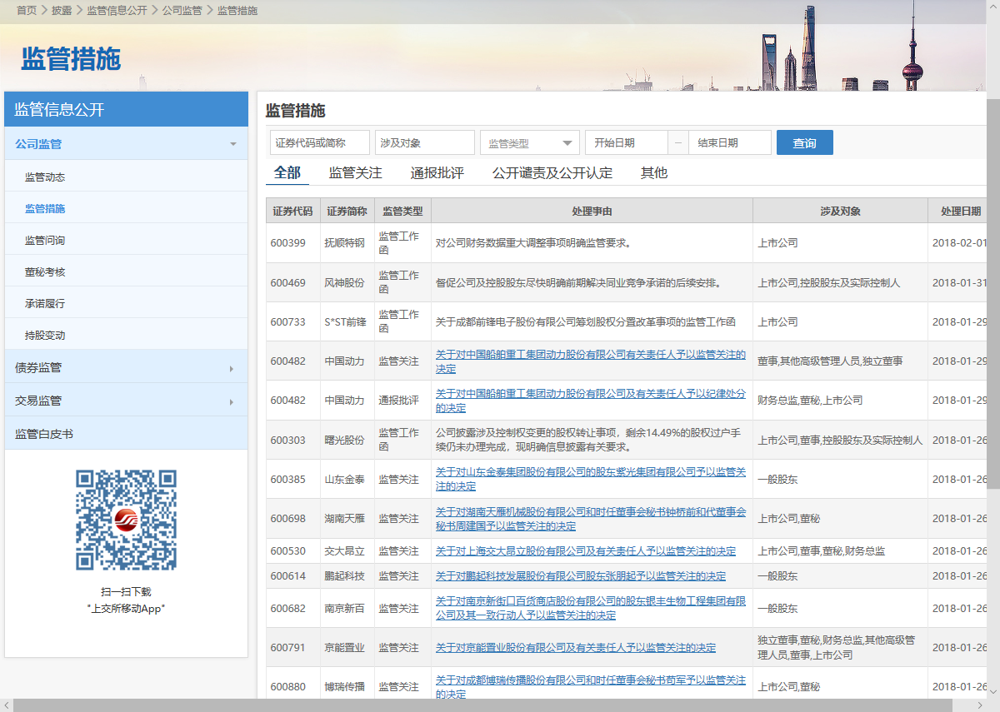 首页 > 披露 > 监管信息公开 > 公司监管 > 监管措施
监管措施
监管信息公开
公司监管
监管动态
监管措施
监管问询
董秘考核
承诺履行
持股变动
债券监管
交易监管
监管白皮书
扫一扫下载
"上交所移动App"
监管措施
证券代码或简称 涉及对象 监管类型 开始日期 – 结束日期 查询
全部 监管关注 通报批评 公开谴责及公开认定 其他
证券代码 证券简称 监管类型 处理事由 涉及对象 处理日期
600399 抚顺特钢 监管工作函 对公司财务数据重大调整事项明确监管要求。 上市公司 2018-02-01
600469 风神股份 监管工作函 督促公司及控股股东尽快明确前期解决同业竞争承诺的后续安排。 上市公司,控股股东及实际控制人 2018-01-31
600733 S*ST前锋 监管工作函 关于成都前锋电子股份有限公司筹划股权分置改革事项的监管工作函 上市公司 2018-01-29
600482 中国动力 监管关注 关于对中国船舶重工集团动力股份有限公司有关责任人予以监管关注的决定 董事,其他高级管理人员,独立董事 2018-01-29
600482 中国动力 通报批评 关于对中国船舶重工集团动力股份有限公司及有关责任人予以纪律处分的决定 财务总监,董秘,上市公司 2018-01-29
600303 曙光股份 监管工作函 公司披露涉及控制权变更的股权转让事项，剩余14.49%的股权过户手续仍未办理完成，现明确信息披露有关要求。 上市公司,董事,控股股东及实际控制人 2018-01-26
600385 山东金泰 监管关注 关于对山东金泰集团股份有限公司的股东紫光集团有限公司予以监管关注的决定 一般股东 2018-01-26
600698 湖南天雁 监管关注 关于对湖南天雁机械股份有限公司和时任董事会秘书钟桥前和代董事会秘书周建国予以监管关注的决定 上市公司,董秘 2018-01-26
600530 交大昂立 监管关注 关于对上海交大昂立股份有限公司及有关责任人予以监管关注的决定 上市公司,董事,董秘,财务总监 2018-01-26
600614 鹏起科技 监管关注 关于对鹏起科技发展股份有限公司股东张朋起予以监管关注的决定 一般股东 2018-01-26
600682 南京新百 监管关注 关于对南京新街口百货商店股份有限公司的股东银丰生物工程集团有限公司及其一致行动人予以监管关注的决定 一般股东 2018-01-26
600791 京能置业 监管关注 关于对京能置业股份有限公司及有关责任人予以监管关注的决定 独立董事,董秘,财务总监,其他高级管理人员,董事,上市公司 2018-01-26
600880 博瑞传播 监管关注 关于对成都博瑞传播股份有限公司和时任董事会秘书苟军予以监管关注的决定 上市公司,董秘 2018-01-26